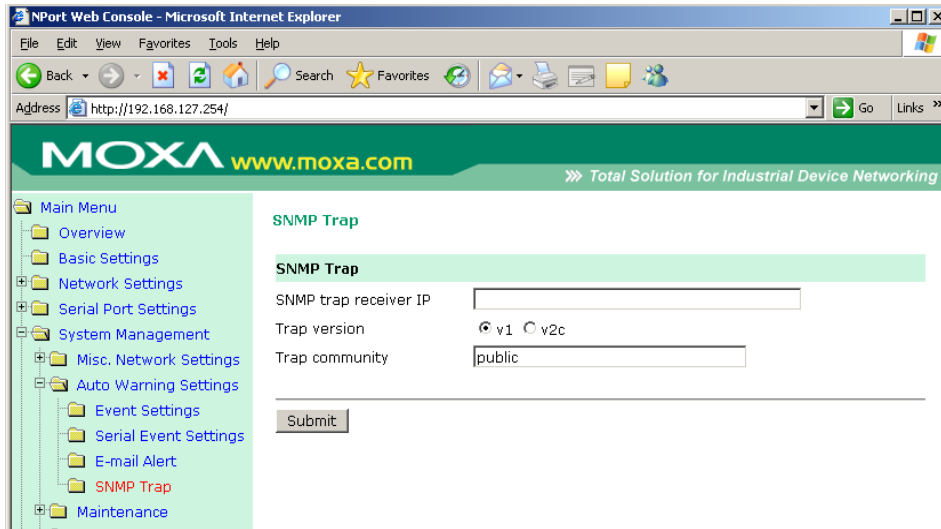 NPort Web Console - Microsoft Internet Explorer
File Edit View Favorites Tools Help
Back Search Favorites
Address http://192.168.127.254/ Go Links »
MOXA www.moxa.com
Total Solution for Industrial Device Networking
Main Menu
Overview
Basic Settings
Network Settings
Serial Port Settings
System Management
Misc. Network Settings
Auto Warning Settings
Event Settings
Serial Event Settings
E-mail Alert
SNMP Trap
Maintenance
SNMP Trap
SNMP Trap
SNMP trap receiver IP
Trap version v1 v2c
Trap community public
Submit